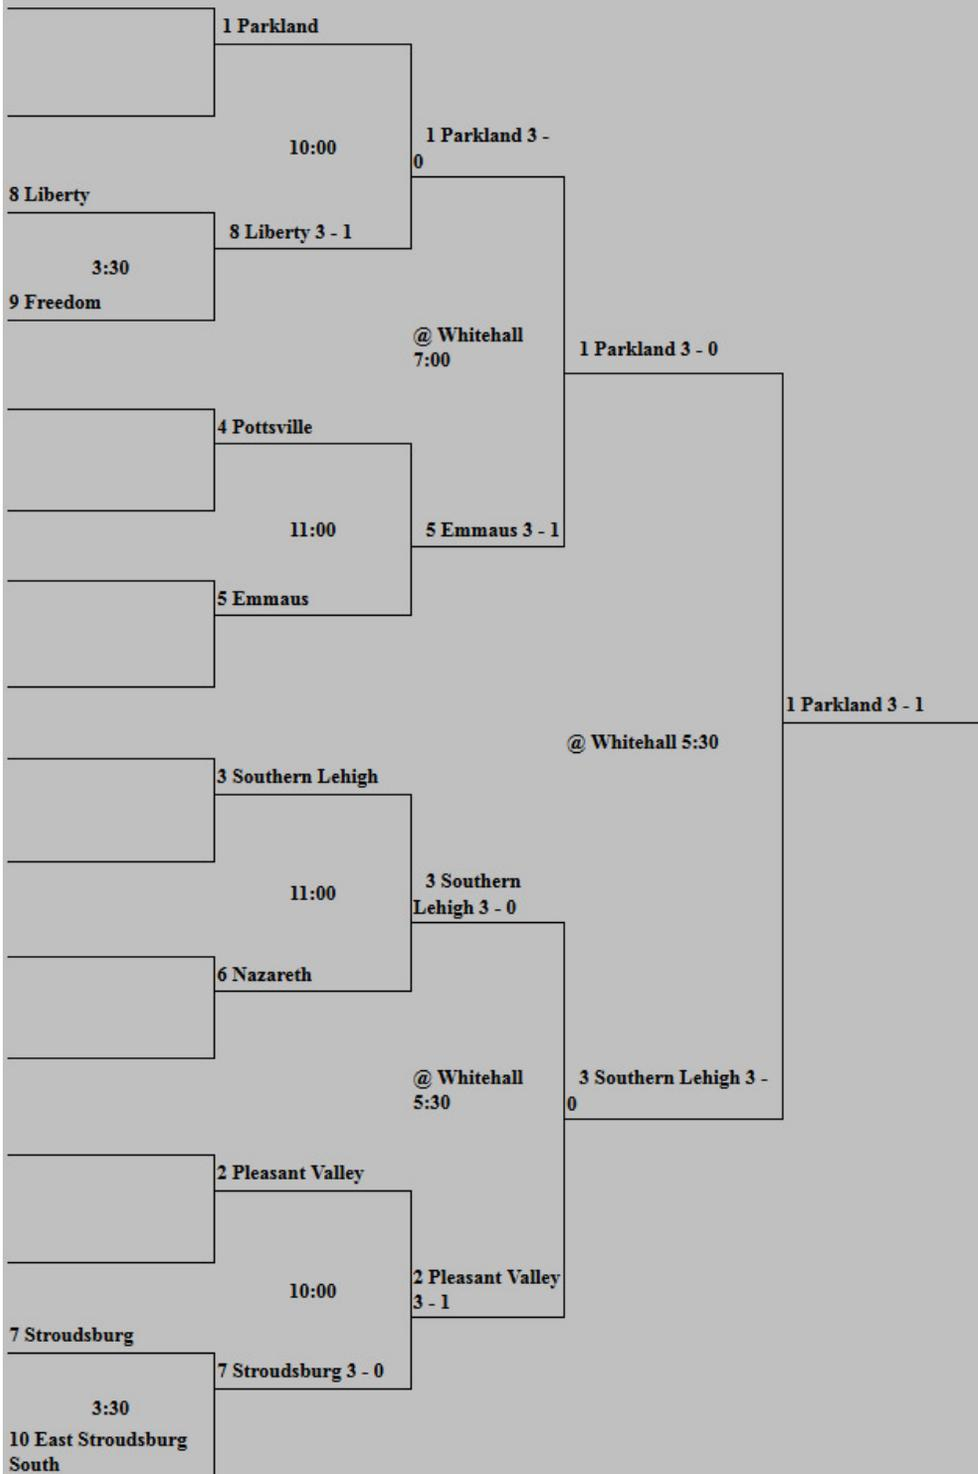 1 Parkland
10:00
1 Parkland 3 -
0
8 Liberty
8 Liberty 3 - 1
3:30
9 Freedom
@ Whitehall
7:00
1 Parkland 3 - 0
4 Pottsville
11:00
5 Emmaus 3 - 1
5 Emmaus
1 Parkland 3 - 1
@ Whitehall 5:30
3 Southern Lehigh
11:00
3 Southern
Lehigh 3 - 0
6 Nazareth
@ Whitehall
5:30
3 Southern Lehigh 3 -
0
2 Pleasant Valley
10:00
2 Pleasant Valley
3 - 1
7 Stroudsburg
7 Stroudsburg 3 - 0
3:30
10 East Stroudsburg
South